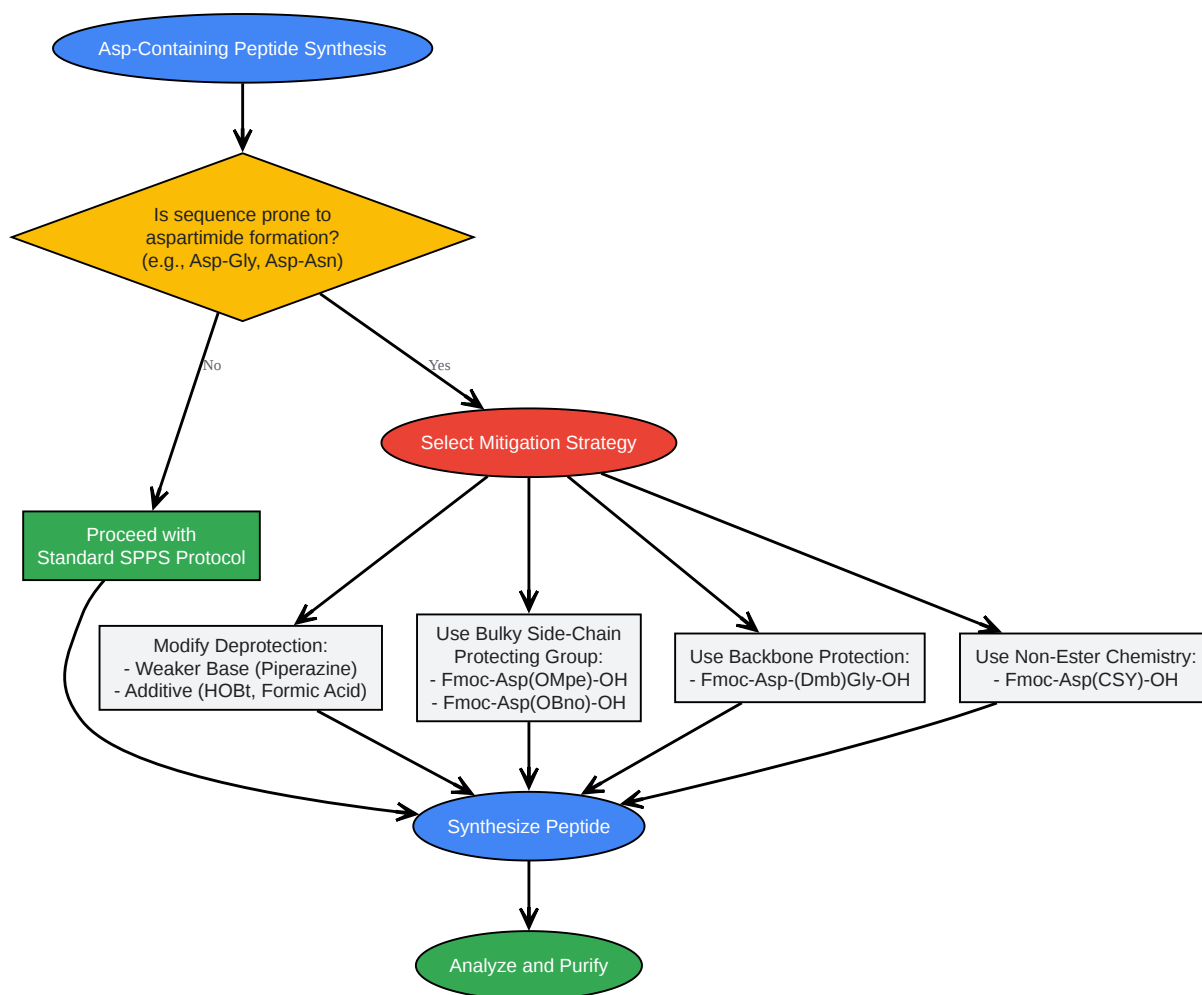 Asp-Containing Peptide Synthesis
Is sequence prone to
aspartimide formation?
(e.g., Asp-Gly, Asp-Asn)
No
Yes
Select Mitigation Strategy
Proceed with
Standard SPPS Protocol
Modify Deprotection:
- Weaker Base (Piperazine)
- Additive (HOBt, Formic Acid)
Use Bulky Side-Chain
Protecting Group:
- Fmoc-Asp(OMpe)-OH
- Fmoc-Asp(OBno)-OH
Use Backbone Protection:
- Fmoc-Asp-(Dmb)Gly-OH
Use Non-Ester Chemistry:
- Fmoc-Asp(CSY)-OH
Synthesize Peptide
Analyze and Purify